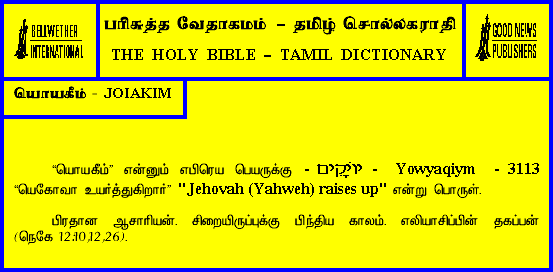 BELLWETHER
INTERNATIONAL
பரிசுத்த வேதாகமம் – தமிழ் சொல்லகராதி
THE HOLY BIBLE – TAMIL DICTIONARY
GOOD NEWS
PUBLISHERS
யொயகீம் - JOIAKIM
“யொயகீம்” என்னும் எபிரெய பெயருக்கு - יוֹיָקִים - Yowyaqiym - 3113
“யெகோவா உயர்த்துகிறார்” "Jehovah (Yahweh) raises up" என்று பொருள்.
பிரதான ஆசாரியன். சிறையிருப்புக்கு பிந்திய காலம். எலியாசிப்பின் தகப்பன்
(நெகே 12:10,12,26).